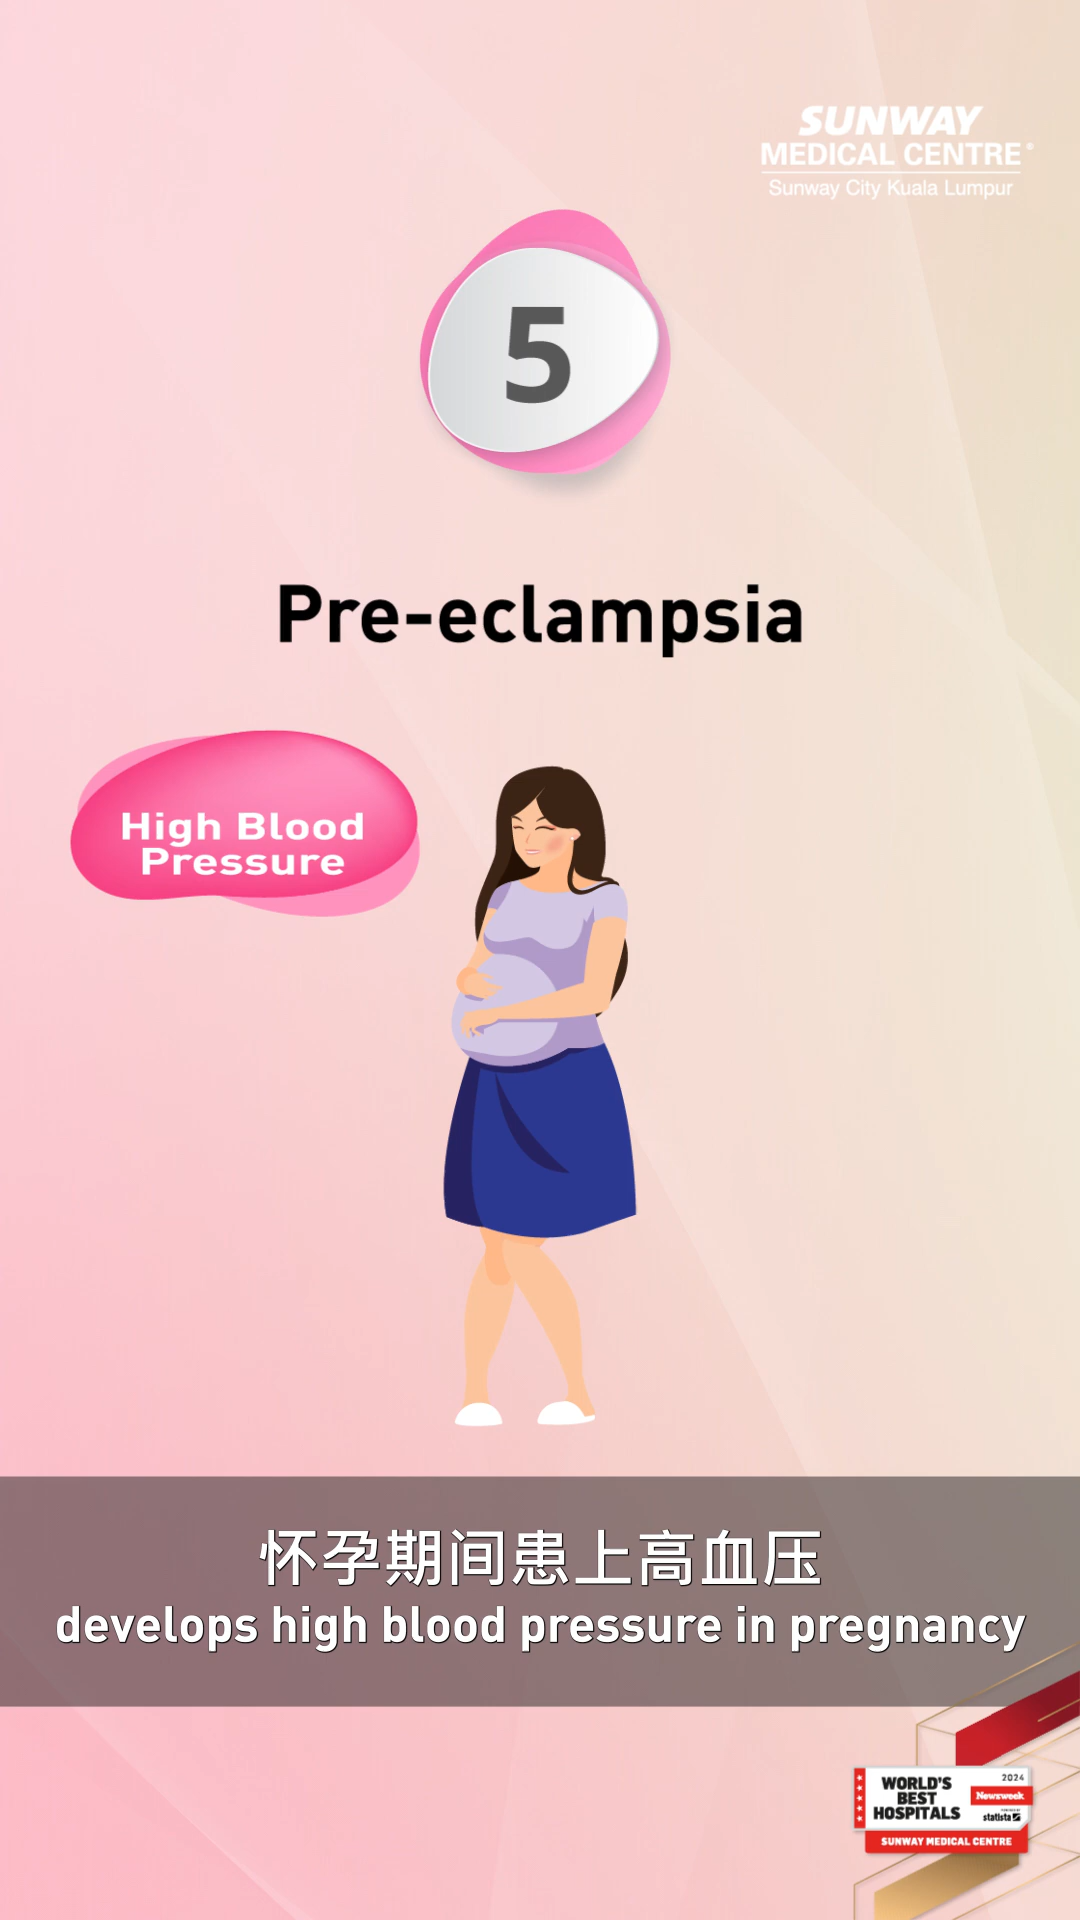 SUNWAY
MEDICAL CENTRE®
Sunway City Kuala Lumpur
5
Pre-eclampsia
High Blood
Pressure
怀孕期间患上高血压
develops high blood pressure in pregnancy
WORLD'S
BEST
HOSPITALS
2024
Newsweek
statista
SUNWAY MEDICAL CENTRE